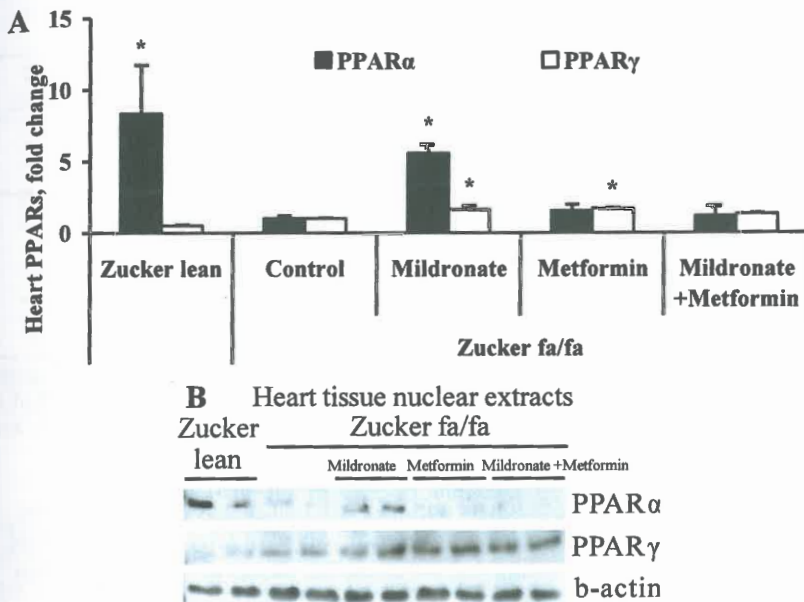 A
15
10
5
0
Heart PPARs, fold change
PPARα PPARγ
*
*
*
*
Zucker lean Control Mildronate Metformin Mildronate
+Metformin
Zucker fa/fa
B Heart tissue nuclear extracts
Zucker
lean
Zucker fa/fa
Mildronate Metformin Mildronate +Metformin
PPARα
PPARγ
b-actin